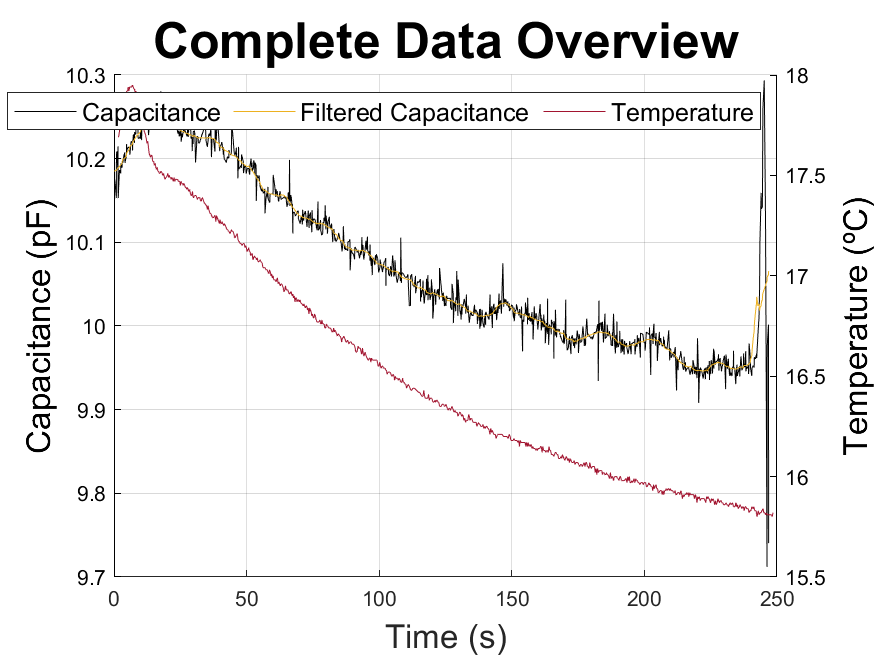 Complete Data Overview
Capacitance Filtered Capacitance Temperature
10.3
10.2
10.1
10
9.9
9.8
9.7
Capacitance (pF)
18
17.5
17
16.5
16
15.5
Temperature (ºC)
0 50 100 150 200 250
Time (s)